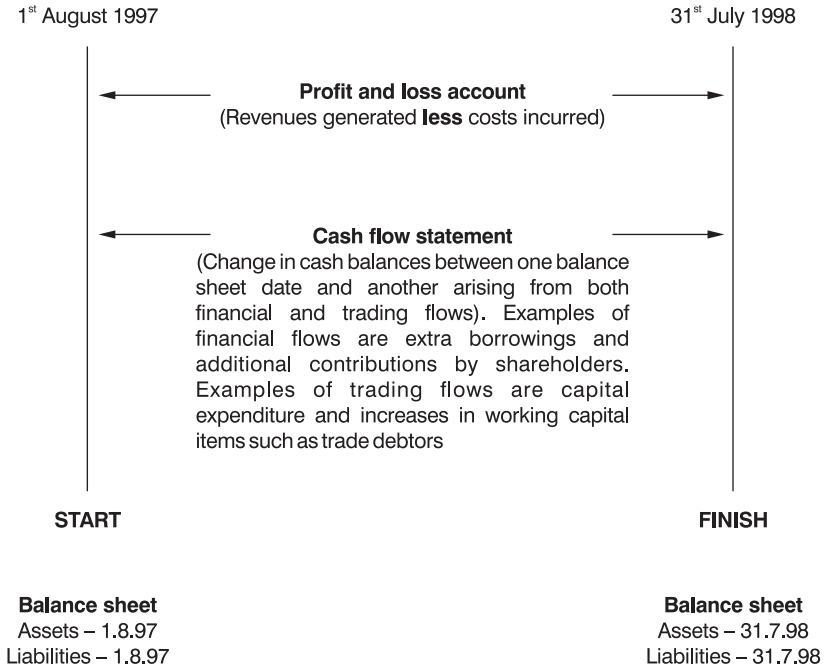 1st August 1997
31st July 1998
Profit and loss account
(Revenues generated less costs incurred)
Cash flow statement
(Change in cash balances between one balance
sheet date and another arising from both
financial and trading flows). Examples of
financial flows are extra borrowings and
additional contributions by shareholders.
Examples of trading flows are capital
expenditure and increases in working capital
items such as trade debtors
START
FINISH
Balance sheet
Assets – 1.8.97
Liabilities – 1.8.97
Balance sheet
Assets – 31.7.98
Liabilities – 31.7.98